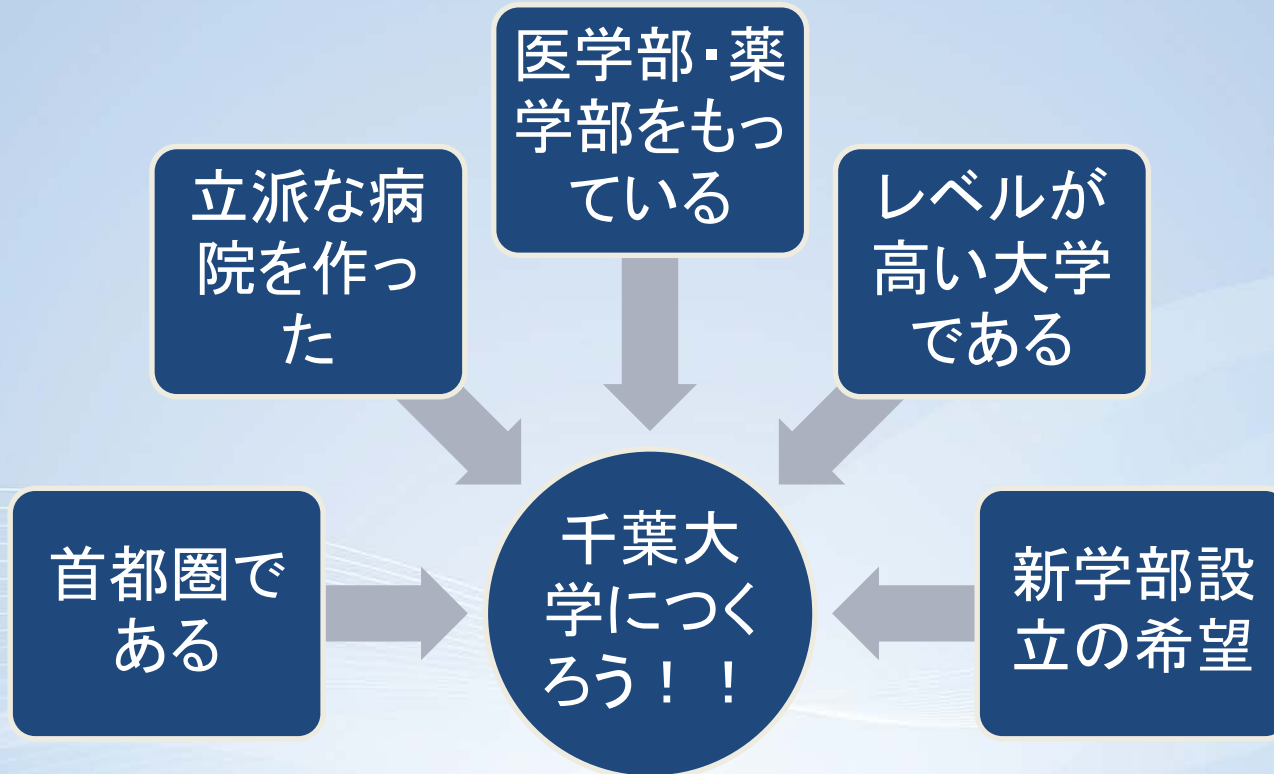 医学部・薬
学部をもっ
ている
立派な病
院を作っ
た
レベルが
高い大学
である
首都圏で
ある
千葉大
学につく
ろう！！
新学部設
立の希望